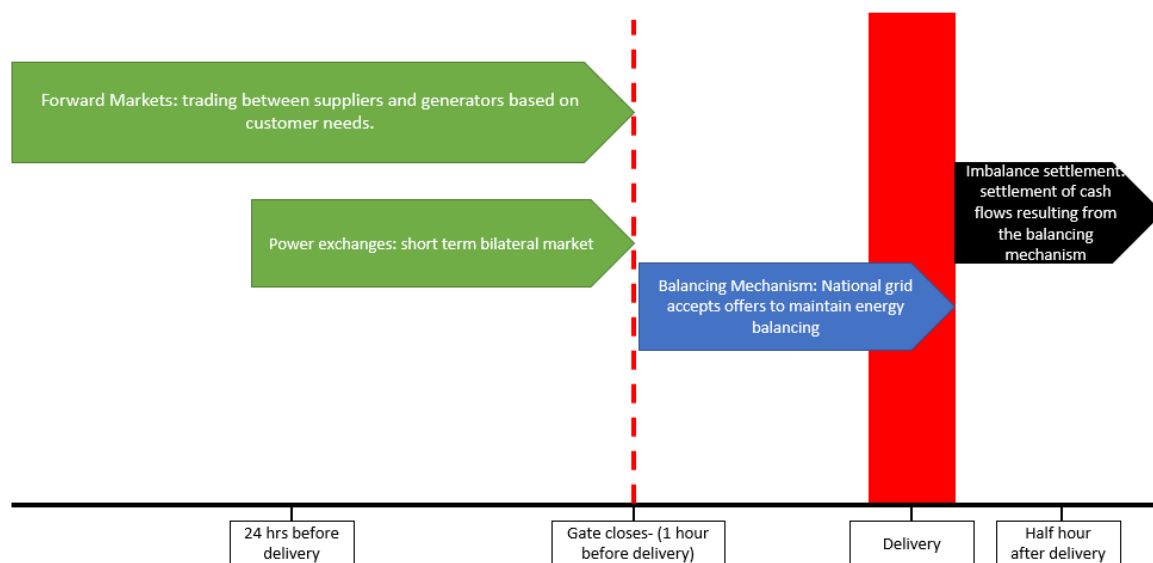 Forward Markets: trading between suppliers and generators based on
customer needs.
Power exchanges: short term bilateral market
Imbalance settlement:
settlement of cash
flows resulting from
the balancing
mechanism
Balancing Mechanism: National grid
accepts offers to maintain energy
balancing
24 hrs before
delivery
Gate closes- (1 hour
before delivery)
Delivery
Half hour
after delivery